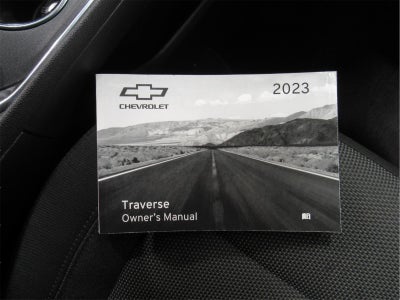 CHEVROLET
2023
Traverse
Owner's Manual